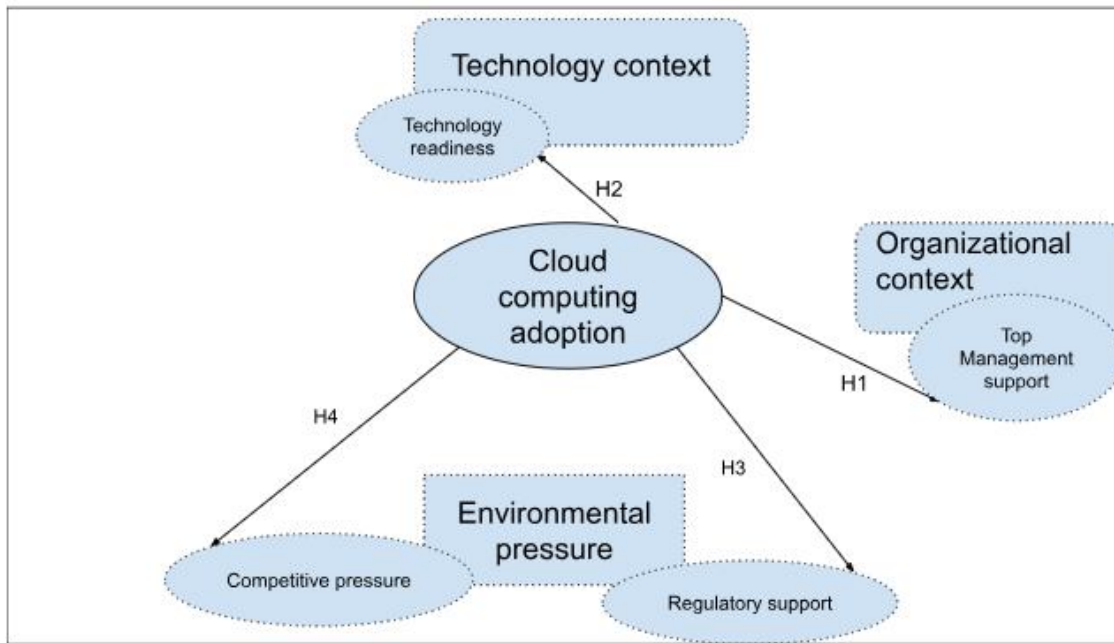 Technology context
Technology
readiness
H2
Cloud
computing
adoption
Organizational
context
Top
Management
support
H1
H4
H3
Environmental
pressure
Competitive pressure
Regulatory support